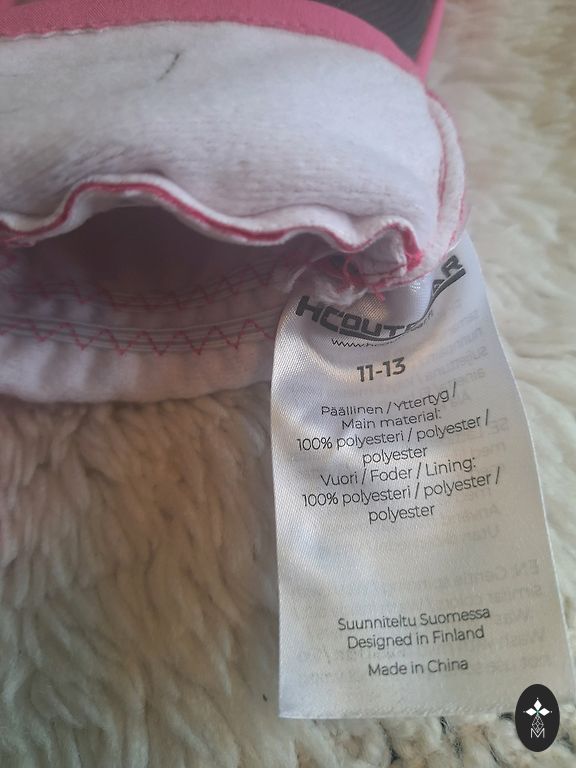 11-13
Päällinen / Yttertyg /
Main material:
100% polyesteri / polyester /
polyester
Vuori / Foder / Lining:
100% polyesteri / polyester /
polyester
Suunniteltu Suomessa
Designed in Finland
Made in China
M